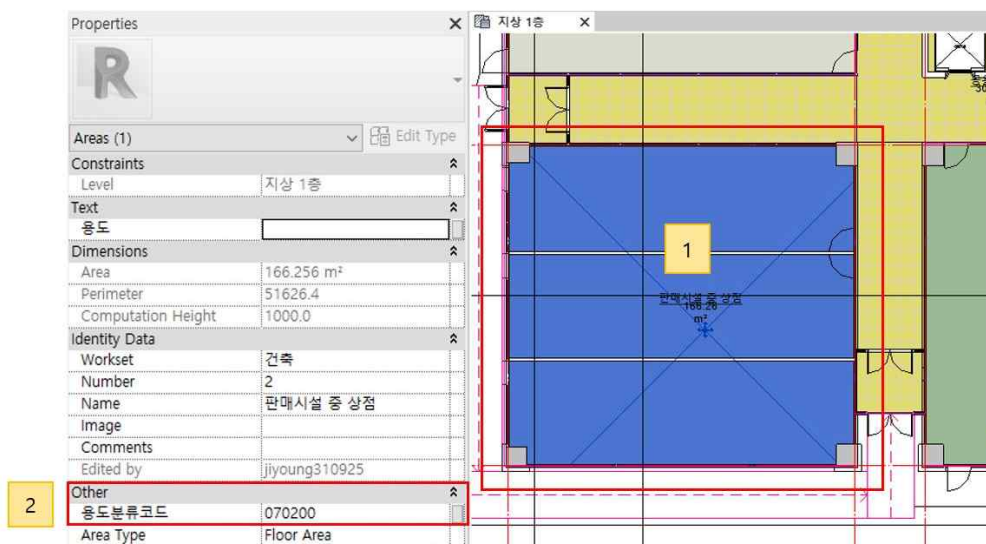 Properties
지상 1층
R
Areas (1)
Edit Type
Constraints
Level 지상 1층
Text
용도
Dimensions
Area 166.256 m²
Perimeter 51626.4
Computation Height 1000.0
Identity Data
Workset 건축
Number 2
Name 판매시설 중 상점
Image
Comments
Edited by jiyoung310925
Other
용도분류코드 070200
Area Type Floor Area
2
1
판매시설 중 상점
166.26
m²